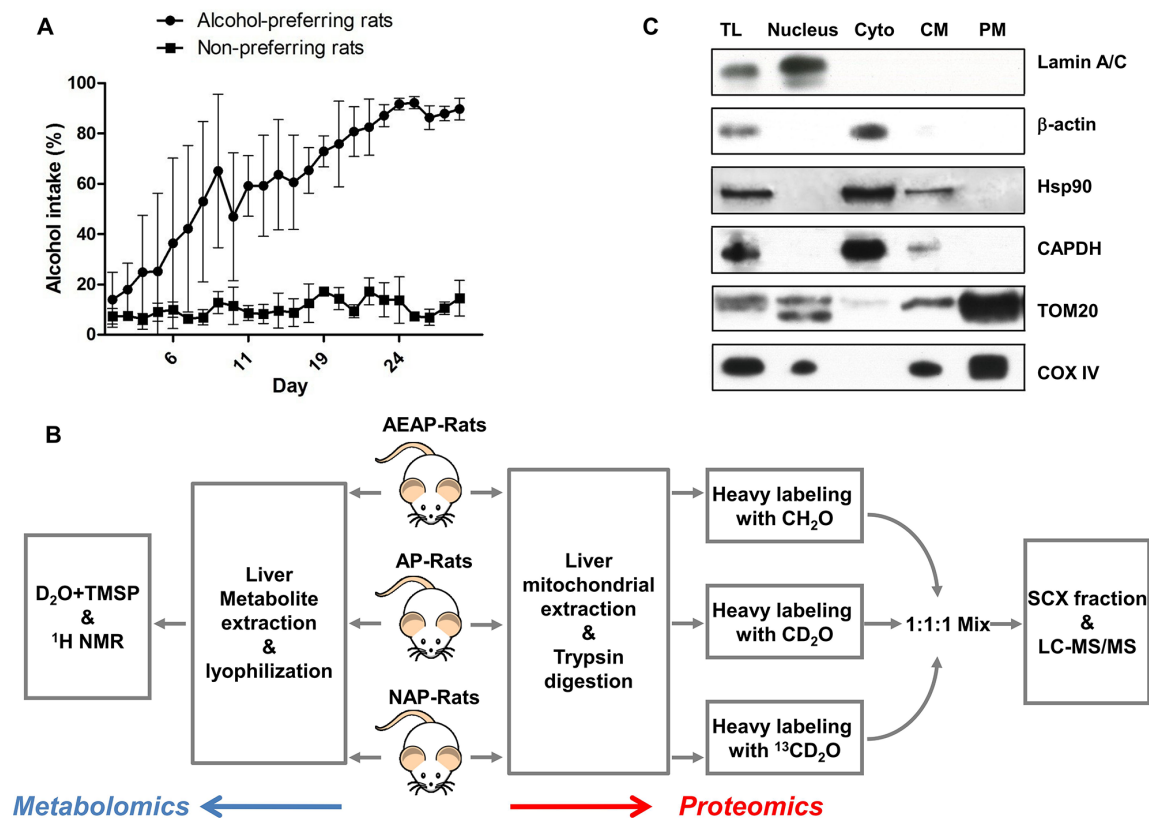 A
Alcohol-preferring rats
Non-preferring rats
Alcohol intake (%)
100
80
60
40
20
0
6
11
19
24
Day
C
TL Nucleus Cyto CM PM
Lamin A/C
β-actin
Hsp90
CAPDH
TOM20
COX IV
B
AEAP-Rats
AP-Rats
NAP-Rats
D₂O+TMSP
&
¹H NMR
Liver
Metabolite
extraction
&
lyophilization
Liver
mitochondrial
extraction
&
Trypsin
digestion
Heavy labeling
with CH₂O
Heavy labeling
with CD₂O
Heavy labeling
with ¹³CD₂O
1:1:1 Mix
SCX fraction
&
LC-MS/MS
Metabolomics
Proteomics